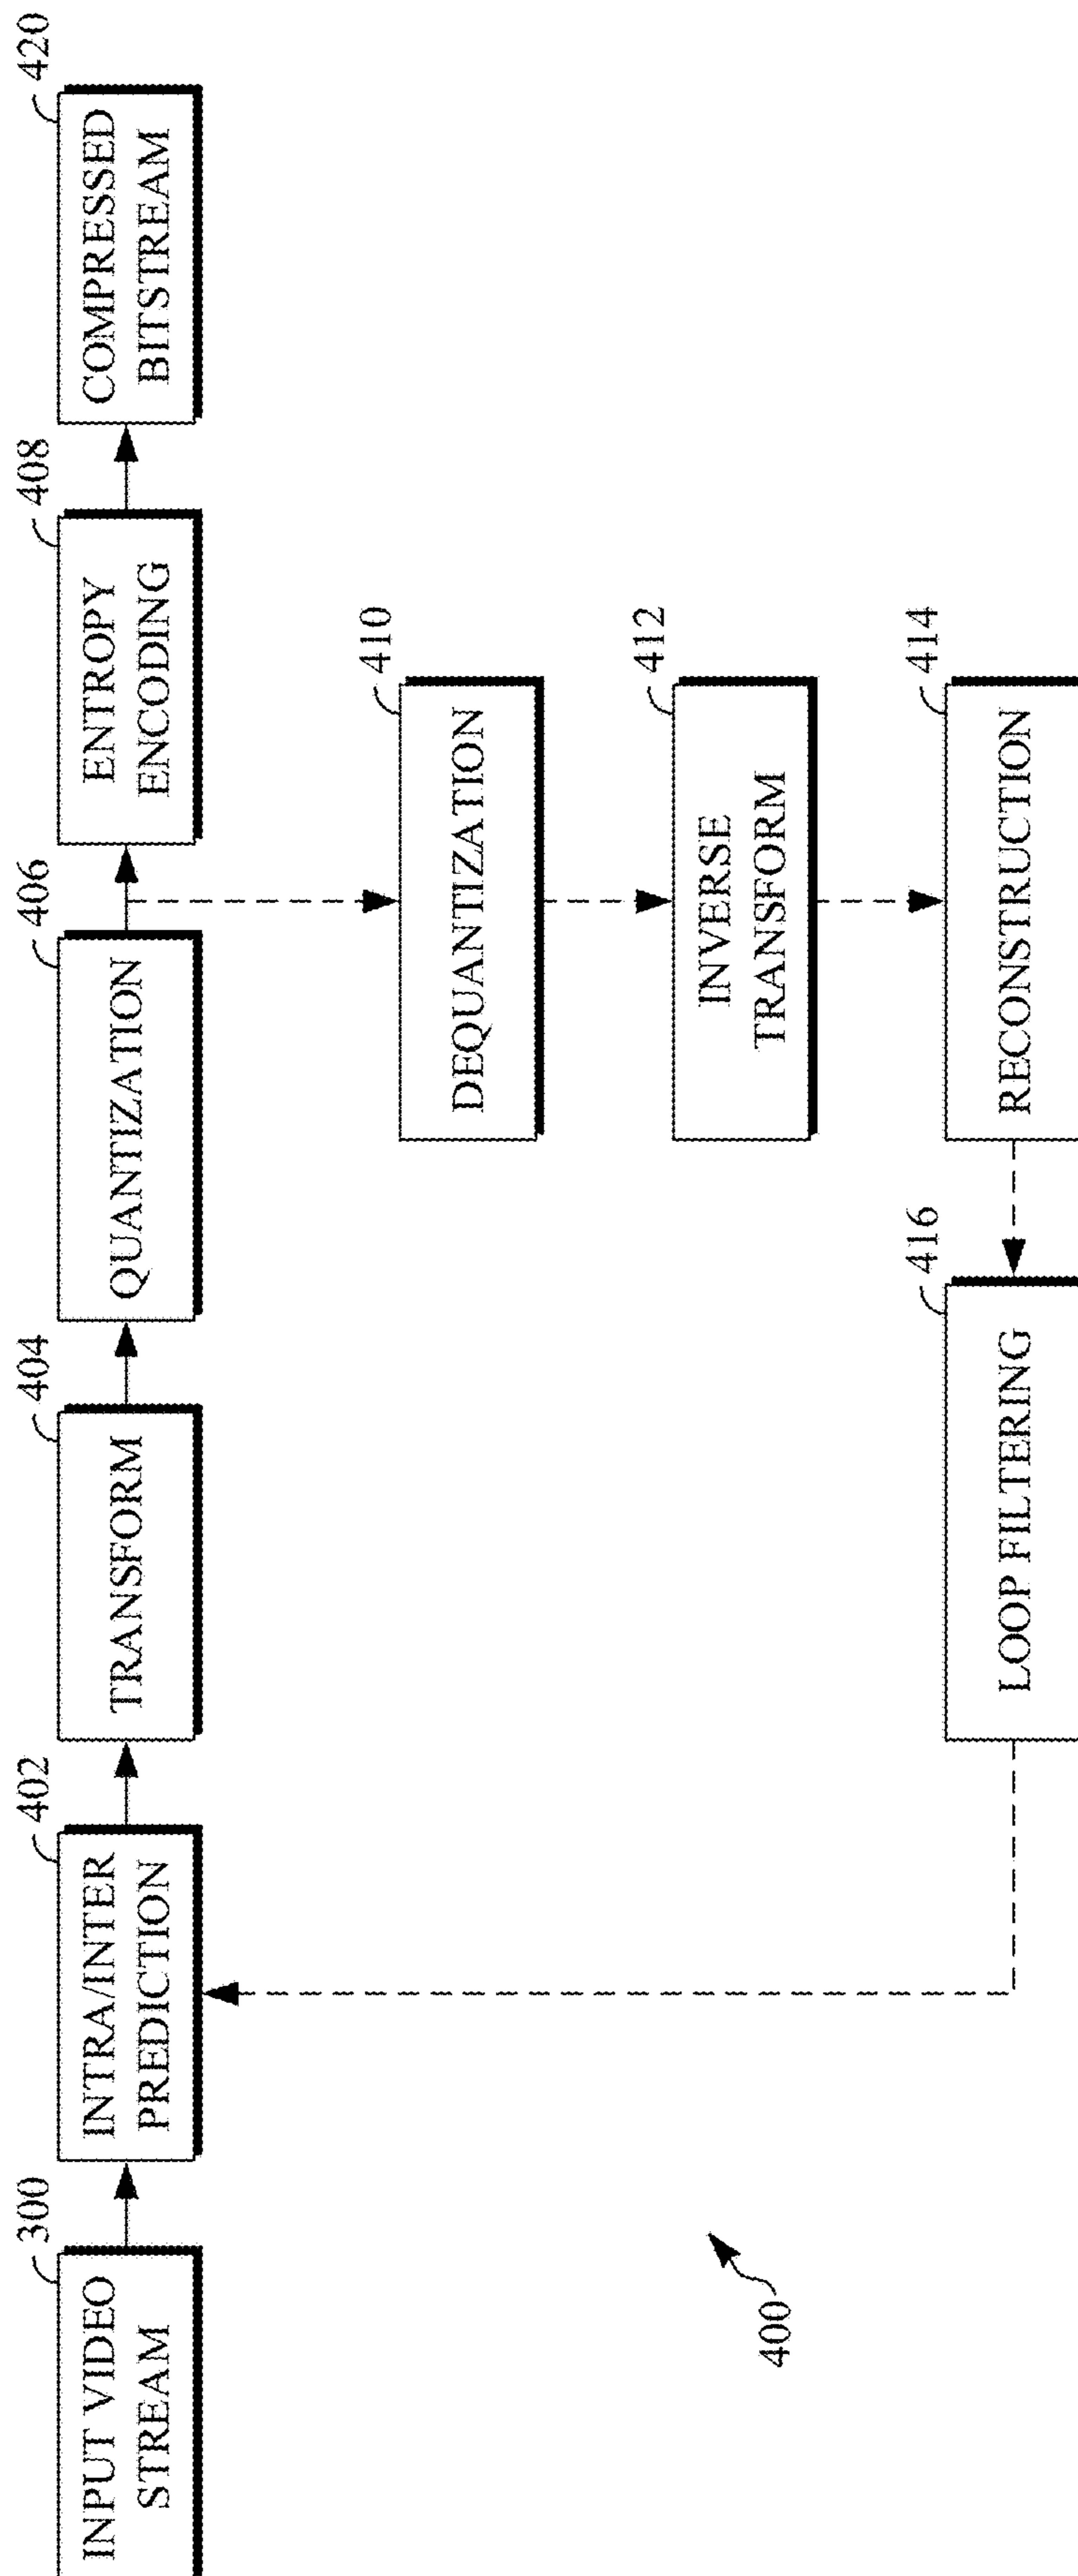 300
INPUT VIDEO
STREAM
402
INTRA/INTER
PREDICTION
404
TRANSFORM
406
QUANTIZATION
408
ENTROPY
ENCODING
420
COMPRESSED
BITSTREAM
410
DEQUANTIZATION
412
INVERSE
TRANSFORM
416
LOOP FILTERING
414
RECONSTRUCTION
400